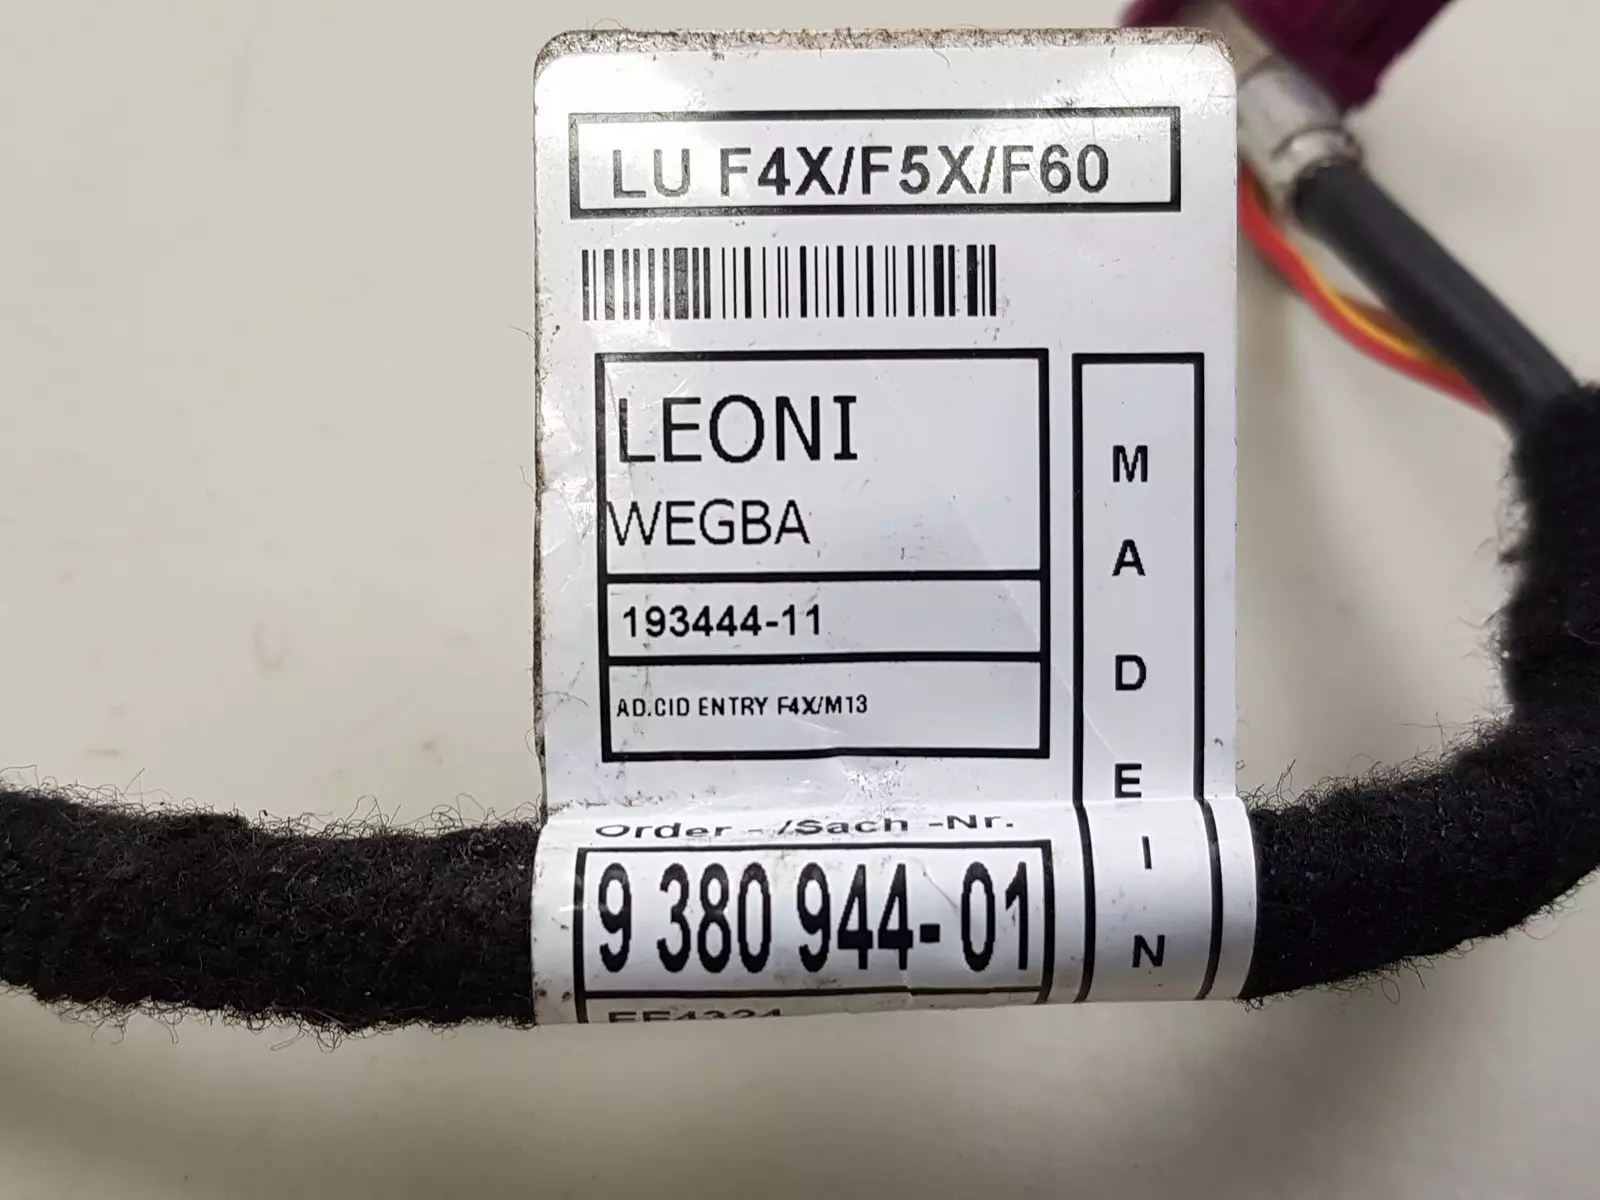 LU F4X/F5X/F60
LEONI
WEGBA
193444-11
AD.CID ENTRY F4X/M13
MADE IN
Order - /Sach -Nr.
9 380 944-01